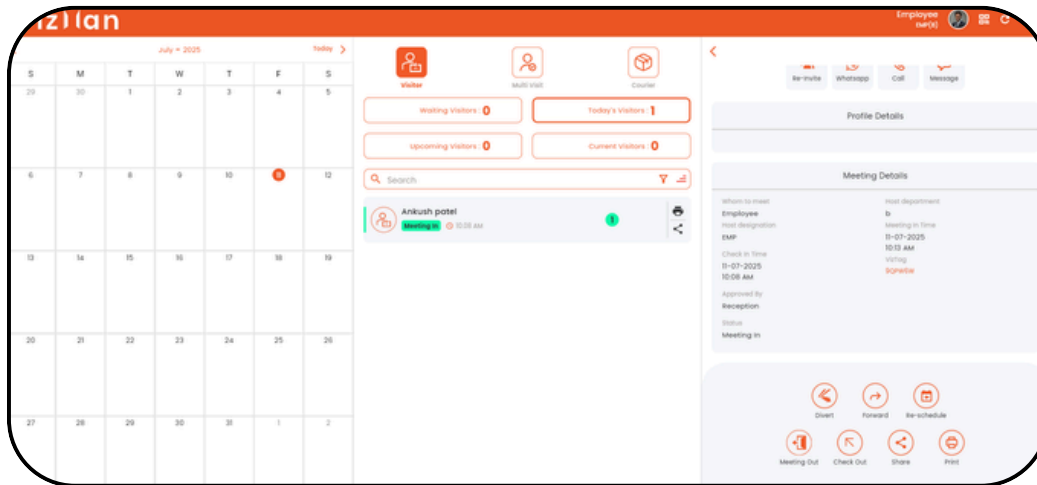 Employee
EMP(X)
July 2025
Today
S M T W T F S
29 30 1 2 3 4 5
6 7 8 9 10 11 12
13 14 15 16 17 18 19
20 21 22 23 24 25 26
27 28 29 30 31 1 2
Visitor
Multi Visit
Courier
Waiting Visitors : 0
Today's Visitors : 1
Upcoming Visitors : 0
Current Visitors : 0
Search
Ankush patel
Meeting In 10:08 AM
1
Re-Invite Whatsapp Call Message
Profile Details
Meeting Details
Whom to meet
Employee
Host department
b
Host designation
EMP
Meeting In Time
11-07-2025
10:13 AM
Check In Time
11-07-2025
10:08 AM
VizTag
Approved By
Reception
Status
Meeting In
Divert Forward Re-schedule
Meeting Out Check Out Share Print